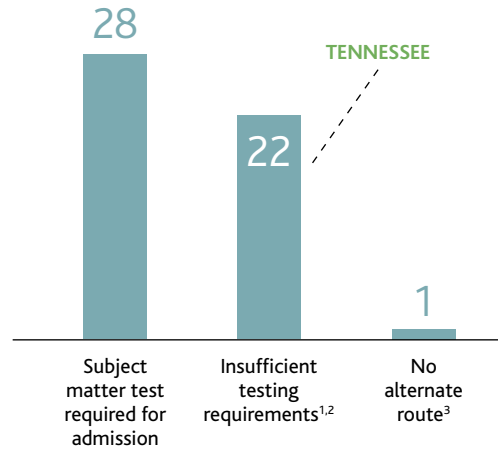 28
TENNESSEE
22
1
Subject
matter test
required for
admission
Insufficient
testing
requirements1,2
No
alternate
route3